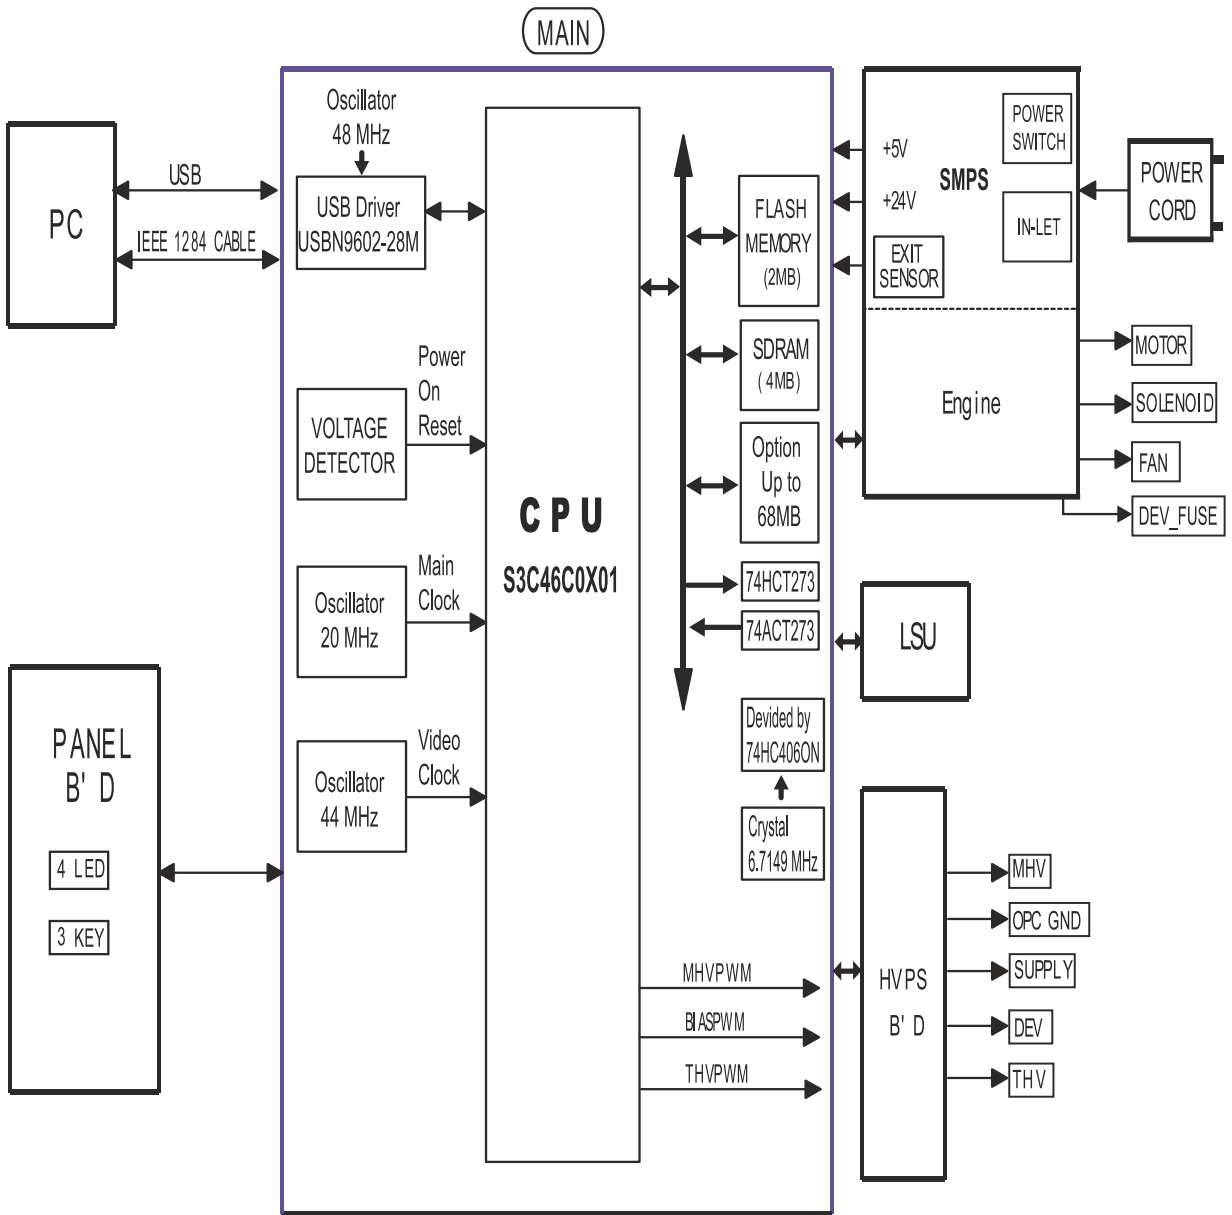 MAIN
PC
USB
IEEE 1284 CABLE
Oscillator
48 MHz
USB Driver
USBN9602-28M
VOLTAGE
DETECTOR
Power
On
Reset
Oscillator
20 MHz
Main
Clock
Oscillator
44 MHz
Video
Clock
PANEL
B' D
4 LED
3 KEY
CPU
S3C46C0X01
FLASH
MEMORY
(2MB)
SDRAM
( 4MB)
Option
Up to
68MB
74HCT273
74ACT273
Devided by
74HC406ON
Crystal
6.7149 MHz
MHVPWM
BIASPWM
THVPWM
+5V
+24V
EXIT
SENSOR
SMPS
POWER
SWITCH
IN-LET
POWER
CORD
Engine
MOTOR
SOLENOID
FAN
DEV_FUSE
LSU
HVPS
B' D
MHV
OPC GND
SUPPLY
DEV
THV